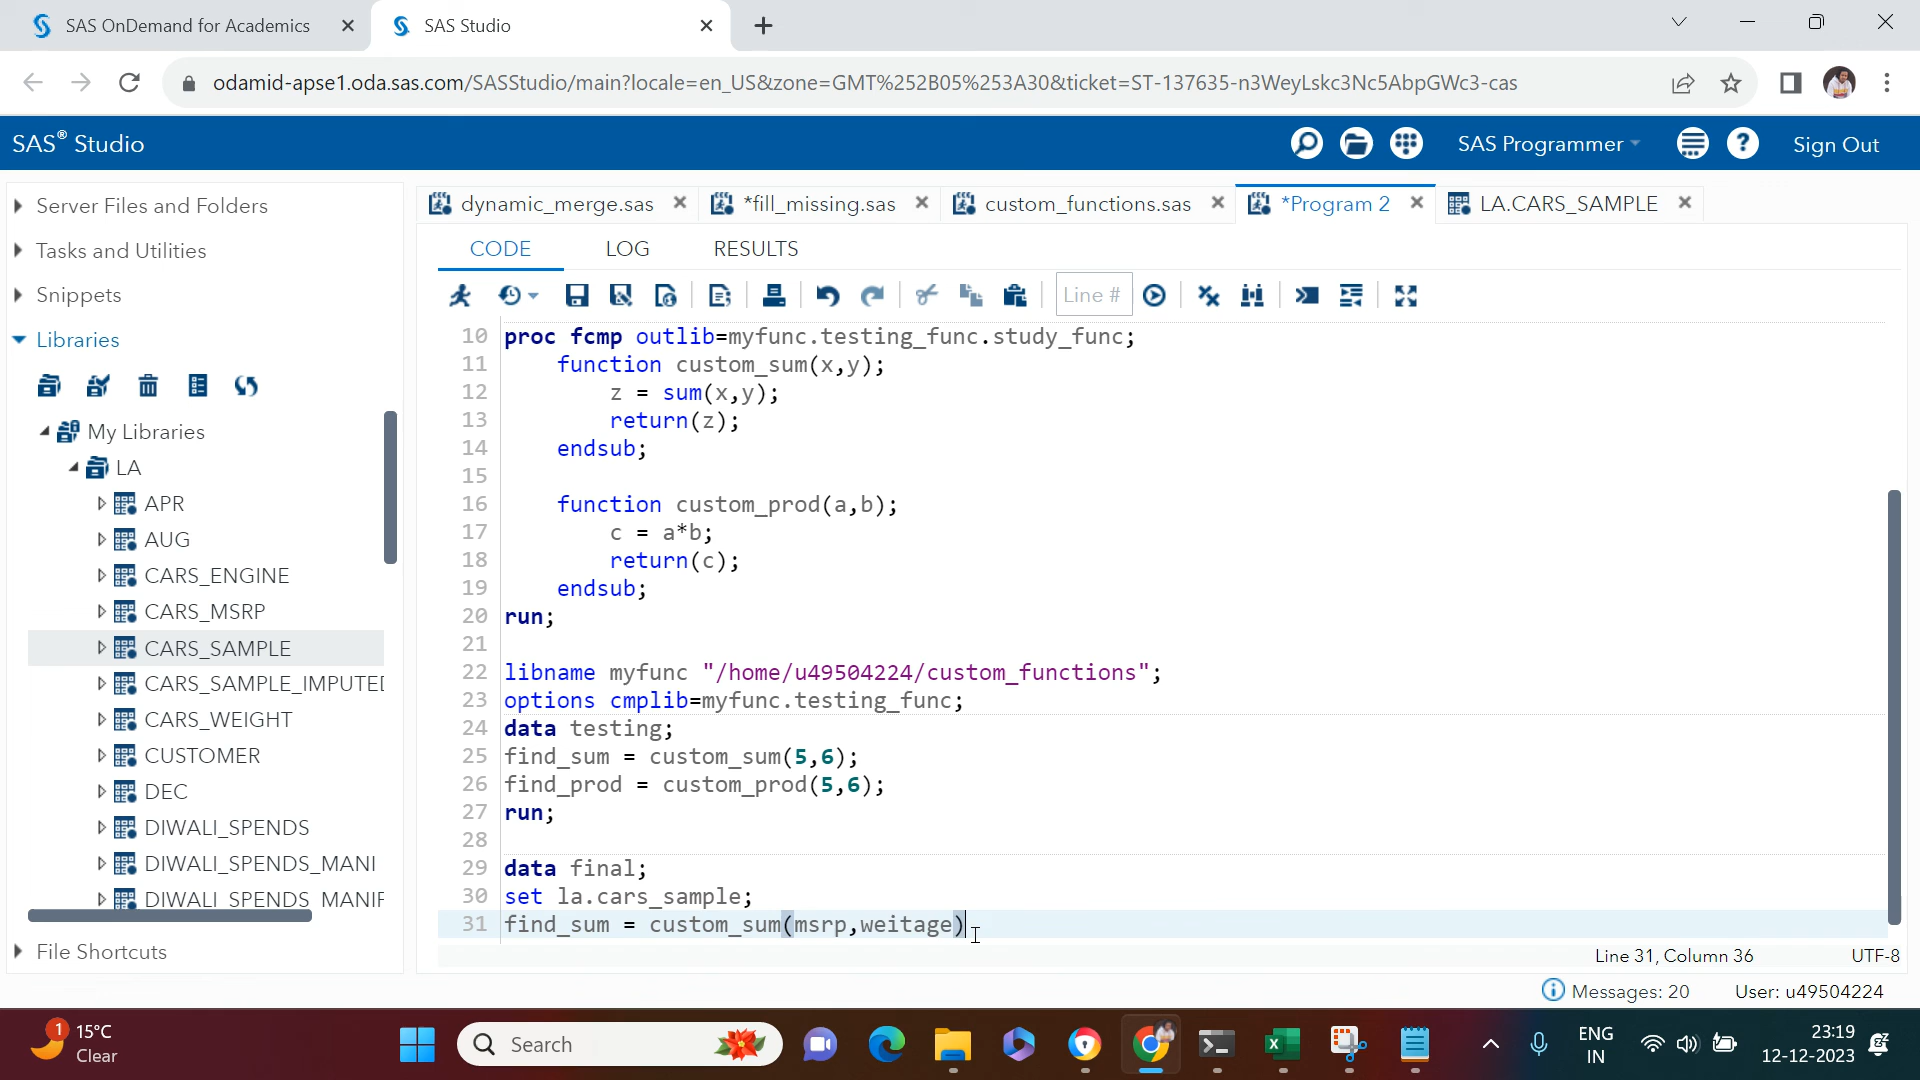 SAS OnDemand for Academics
SAS Studio
odamid-apse1.oda.sas.com/SASStudio/main?locale=en_US&zone=GMT%252B05%253A30&ticket=ST-137635-n3WeyLskc3Nc5AbpGWc3-cas
SAS® Studio
SAS Programmer
Sign Out
Server Files and Folders
Tasks and Utilities
Snippets
Libraries
My Libraries
LA
APR
AUG
CARS_ENGINE
CARS_MSRP
CARS_SAMPLE
CARS_SAMPLE_IMPUTED
CARS_WEIGHT
CUSTOMER
DEC
DIWALI_SPENDS
DIWALI_SPENDS_MANI
DIWALI_SPENDS_MANIF
File Shortcuts
dynamic_merge.sas
*fill_missing.sas
custom_functions.sas
*Program 2
LA.CARS_SAMPLE
CODE
LOG
RESULTS
Line #
10 proc fcmp outlib=myfunc.testing_func.study_func;
11 function custom_sum(x,y);
12 z = sum(x,y);
13 return(z);
14 endsub;
15
16 function custom_prod(a,b);
17 c = a*b;
18 return(c);
19 endsub;
20 run;
21
22 libname myfunc "/home/u49504224/custom_functions";
23 options cmplib=myfunc.testing_func;
24 data testing;
25 find_sum = custom_sum(5,6);
26 find_prod = custom_prod(5,6);
27 run;
28
29 data final;
30 set la.cars_sample;
31 find_sum = custom_sum(msrp,weitage)
Line 31, Column 36
UTF-8
Messages: 20
User: u49504224
1
15°C
Clear
Search
ENG
IN
23:19
12-12-2023